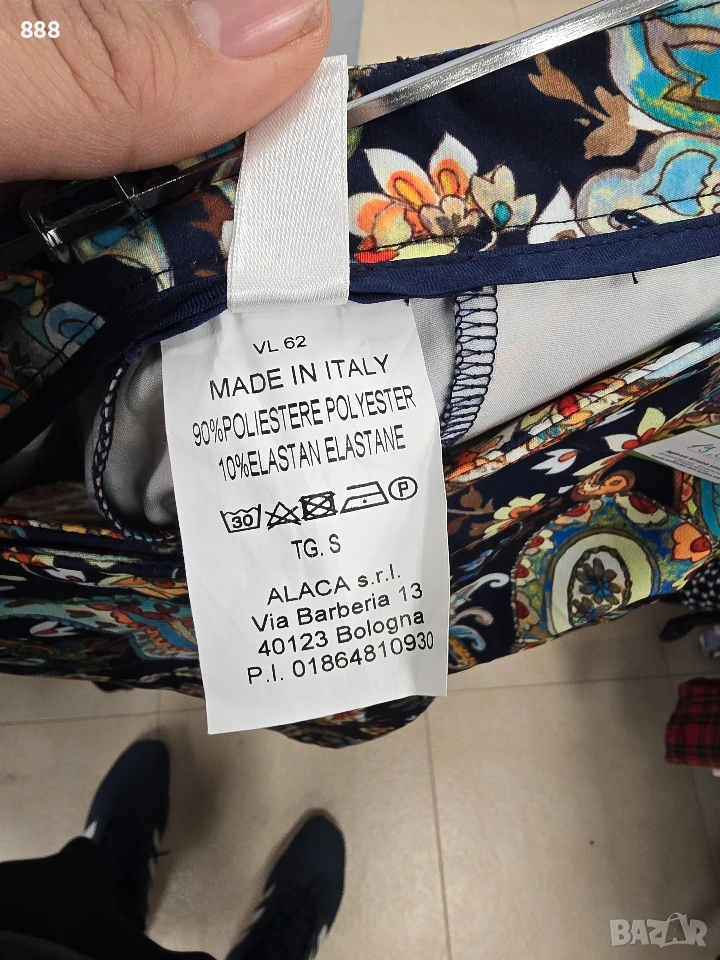 888
VL 62
MADE IN ITALY
90%POLIESTERE POLYESTER
10%ELASTAN ELASTANE
30 P
TG. S
ALACA s.r.l.
Via Barberia 13
40123 Bologna
P.I. 01864810930
BAZAR